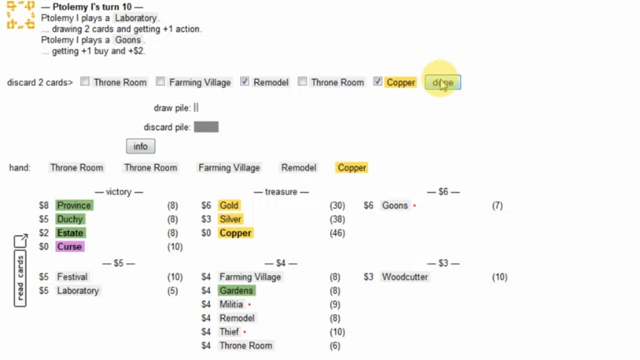 — Ptolemy I's turn 10 —
Ptolemy I plays a Laboratory.
... drawing 2 cards and getting +1 action.
Ptolemy I plays a Goons.
... getting +1 buy and +$2.
discard 2 cards> Throne Room Farming Village Remodel Throne Room Copper done
draw pile:
discard pile:
info
hand: Throne Room Throne Room Farming Village Remodel Copper
— victory — — treasure — — $6 —
$8 Province (8) $6 Gold (30) $6 Goons (7)
$5 Duchy (8) $3 Silver (38)
$2 Estate (8) $0 Copper (46)
$0 Curse (10)
— $5 — — $4 — — $3 —
$5 Festival (10) $4 Farming Village (8) $3 Woodcutter (10)
$5 Laboratory (5) $4 Gardens (8)
$4 Militia (9)
$4 Remodel (8)
$4 Thief (10)
$4 Throne Room (6)
read cards